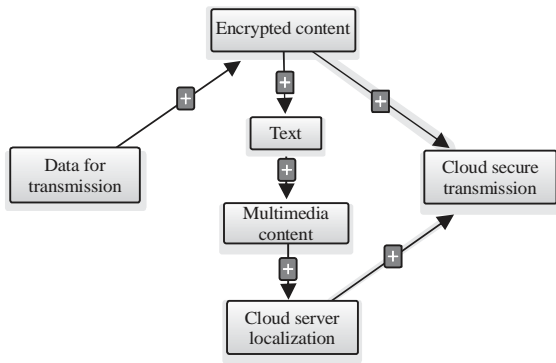 Encrypted content
+
+
+
Text
Data for
transmission
+
Cloud secure
transmission
Multimedia
content
+
+
Cloud server
localization